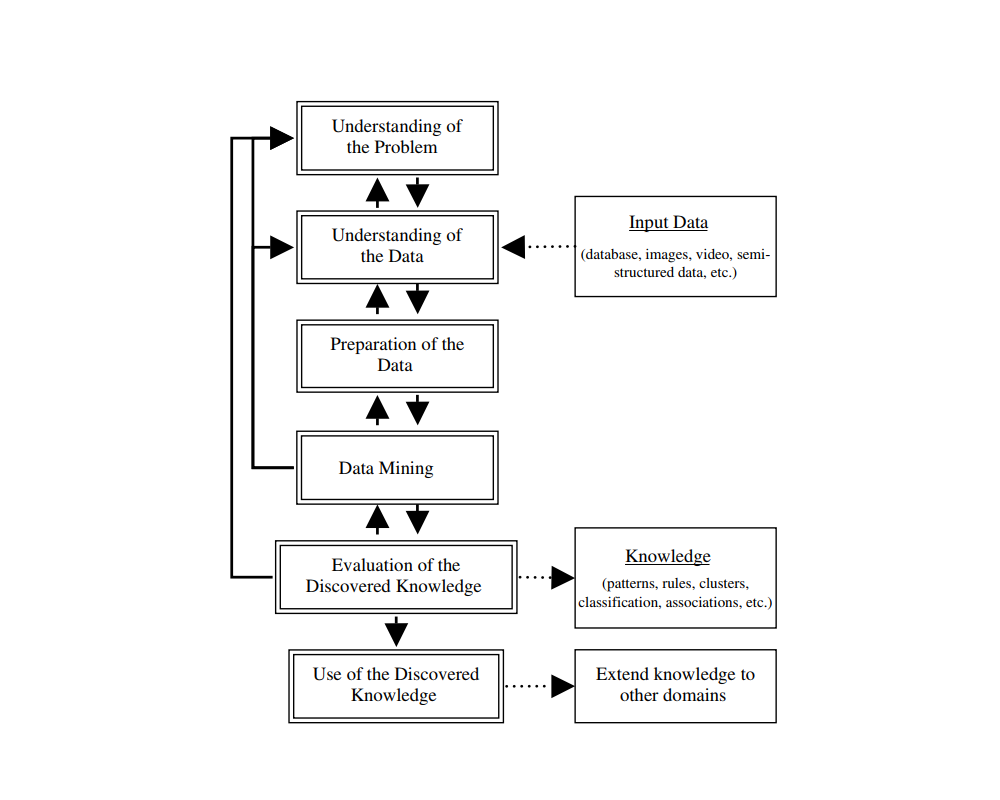 Understanding of
the Problem
Understanding of
the Data
Input Data
(database, images, video, semi-
structured data, etc.)
Preparation of the
Data
Data Mining
Evaluation of the
Discovered Knowledge
Knowledge
(patterns, rules, clusters,
classification, associations, etc.)
Use of the Discovered
Knowledge
Extend knowledge to
other domains